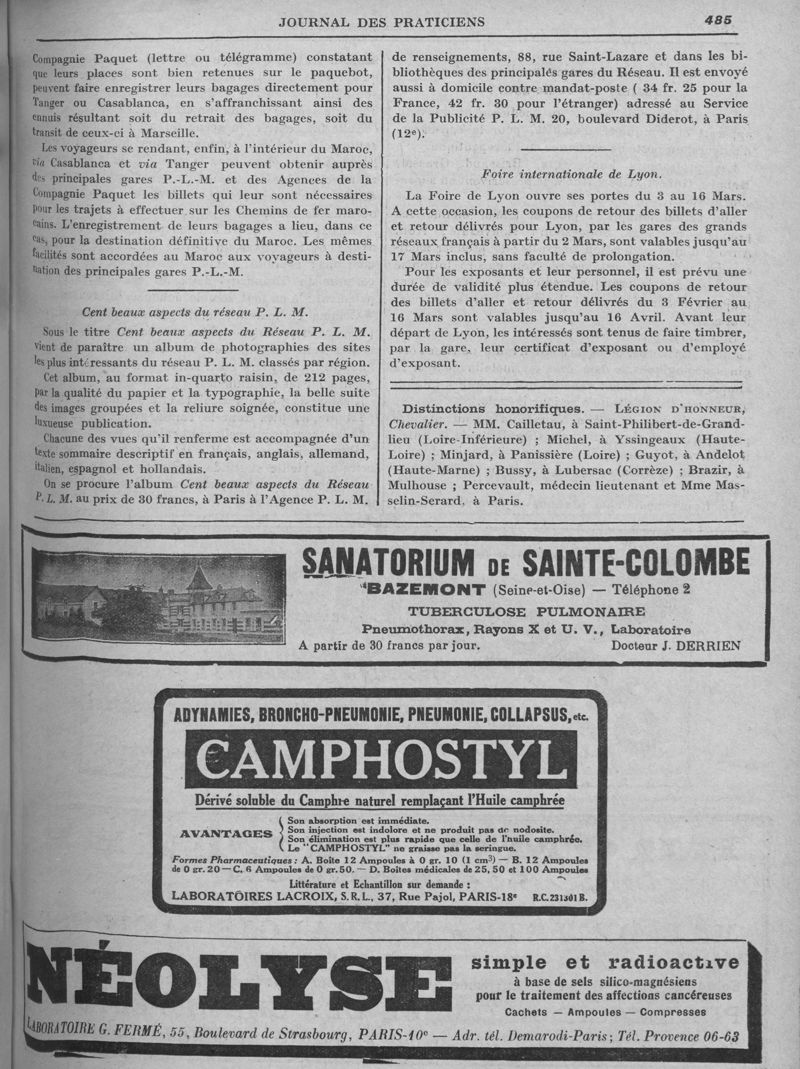 JOURNAL DES PRATICIENS
485
Compagnie Paquet (lettre ou télégramme) constatant
que leurs places sont bien retenues sur le paquebot,
peuvent faire enregistrer leurs bagages directement pour
Tanger ou Casablanca, en s'affranchissant ainsi des
ennuis résultant soit du retrait des bagages, soit du
transit de ceux-ci à Marseille.
Les voyageurs se rendant, enfin, à l'intérieur du Maroc,
via Casablanca et via Tanger peuvent obtenir auprès
des principales gares P.-L.-M. et des Agences de la
Compagnie Paquet les billets qui leur sont nécessaires
pour les trajets à effectuer sur les Chemins de fer maro-
cains. L'enregistrement de leurs bagages a lieu, dans ce
cas, pour la destination définitive du Maroc. Les mêmes
facilités sont accordées au Maroc aux voyageurs à desti-
nation des principales gares P.-L.-M.
Cent beaux aspects du réseau P. L. M.
Sous le titre Cent beaux aspects du Réseau P. L. M.
vient de paraître un album de photographies des sites
les plus intéressants du réseau P. L. M. classés par région.
Cet album, au format in-quarto raisin, de 212 pages,
par la qualité du papier et la typographie, la belle suite
des images groupées et la reliure soignée, constitue une
luxueuse publication.
Chacune des vues qu'il renferme est accompagnée d'un
texte sommaire descriptif en français, anglais, allemand,
italien, espagnol et hollandais.
On se procure l'album Cent beaux aspects du Réseau
P. L. M. au prix de 30 francs, à Paris à l'Agence P. L. M.
de renseignements, 88, rue Saint-Lazare et dans les bi-
bliothèques des principalés gares du Réseau. Il est envoyé
aussi à domicile contre mandat-poste ( 34 fr. 25 pour la
France, 42 fr. 30 pour l'étranger) adressé au Service
de la Publicité P. L. M. 20, boulevard Diderot, à Paris
(12e).
Foire internationale de Lyon.
La Foire de Lyon ouvre ses portes du 3 au 16 Mars.
A cette occasion, les coupons de retour des billets d'aller
et retour délivrés pour Lyon, par les gares des grands
réseaux français à partir du 2 Mars, sont valables jusqu'au
17 Mars inclus, sans faculté de prolongation.
Pour les exposants et leur personnel, il est prévu une
durée de validité plus étendue. Les coupons de retour
des billets d'aller et retour délivrés du 3 Février au
16 Mars sont valables jusqu'au 16 Avril. Avant leur
départ de Lyon, les intéressés sont tenus de faire timbrer,
par la gare, leur certificat d'exposant ou d'employé
d'exposant.
Distinctions honorifiques. — LÉGION D'HONNEUR,
Chevalier. — MM. Cailletau, à Saint-Philibert-de-Grand-
lieu (Loire-Inférieure) ; Michel, à Yssingeaux (Haute-
Loire) ; Minjard, à Panissière (Loire) ; Guyot, à Andelot
(Haute-Marne) ; Bussy, à Lubersac (Corrèze) ; Brazir, à
Mulhouse ; Percevault, médecin lieutenant et Mme Mas-
selin-Serard, à Paris.
SANATORIUM DE SAINTE-COLOMBE
BAZEMONT (Seine-et-Oise) — Téléphone 2
TUBERCULOSE PULMONAIRE
Pneumothorax, Rayons X et U. V., Laboratoire
A partir de 30 francs par jour.
Docteur J. DERRIEN
ADYNAMIES, BRONCHO-PNEUMONIE, PNEUMONIE, COLLAPSUS, etc.
CAMPHOSTYL
Dérivé soluble du Camphre naturel remplaçant l'Huile camphrée
AVANTAGES
Son absorption est immédiate.
Son injection est indolore et ne produit pas de nodosite.
Son élimination est plus rapide que celle de l'huile camphrée.
Le "CAMPHOSTYL" ne graisse pas la seringue.
Formes Pharmaceutiques : A. Boîte 12 Ampoules à 0 gr. 10 (1 cm3) — B. 12 Ampoules
de 0 gr. 20 — C. 6 Ampoules de 0 gr. 50. — D. Boîtes médicales de 25, 50 et 100 Ampoules
Littérature et Echantillon sur demande :
LABORATOIRES LACROIX, S.R.L., 37, Rue Pajol, PARIS-18e
NÉOLYSE
simple et radioactive
à base de sels silico-magnésiens
pour le traitement des affections cancéreuses
Cachets — Ampoules — Compresses
LABORATOIRE G. FERMÉ, 55, Boulevard de Strasbourg, PARIS-10e — Adr. tél. Demarodi-Paris ; Tél. Provence 06-63